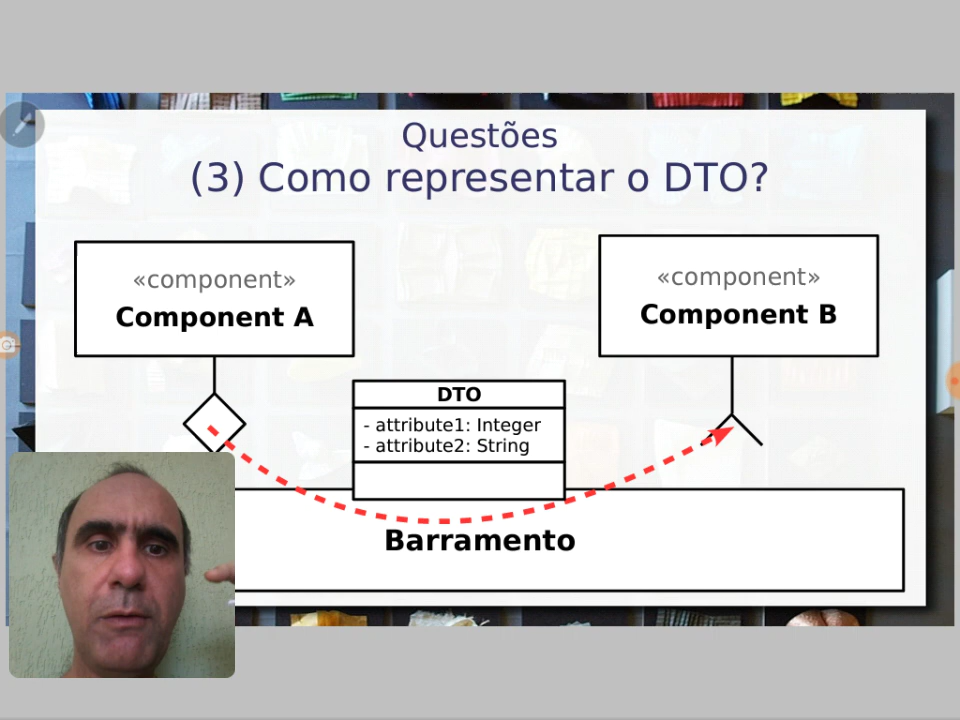 Questões
(3) Como representar o DTO?
«component»
Component A
«component»
Component B
DTO
- attribute1: Integer
- attribute2: String
Barramento